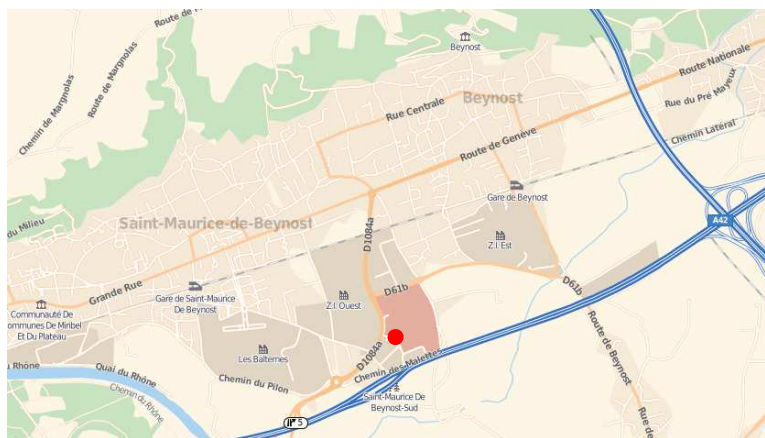 Route de M
Route de Margnolas
Chemin de Margnolas
Beynost
Route Nationale
Rue du Pré Mayeux
Beynost
Rue Centrale
Chemin Latéral
Route de Genève
Gare de Beynost
du Milieu
Saint-Maurice-de-Beynost
D1084a
A42
Z.I. Est
Grande Rue
Gare de Saint-Maurice
De Beynost
D61b
D61b
Z.I. Ouest
Communauté De
ommunes De Miribel
Et Du Plateau
Les Balternes
D1084a
Chemin des Malettes
Route de Beynost
u Rhône
Quai du Rhône
Chemin du Rhône
Chemin du Pilon
Saint-Maurice De
Beynost-Sud
5
Rue de